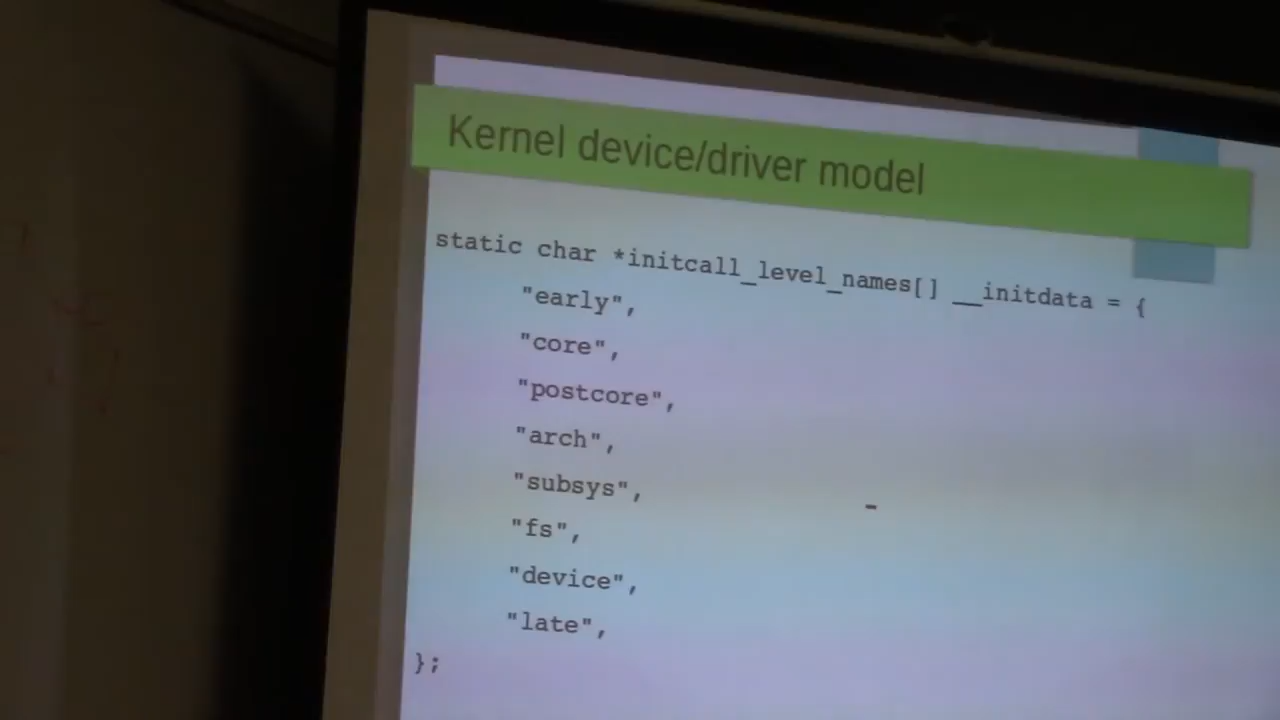 Kernel device/driver model
static char *initcall_level_names[] __initdata = {
"early",
"core",
"postcore",
"arch",
"subsys",
"fs",
"device",
"late",
};